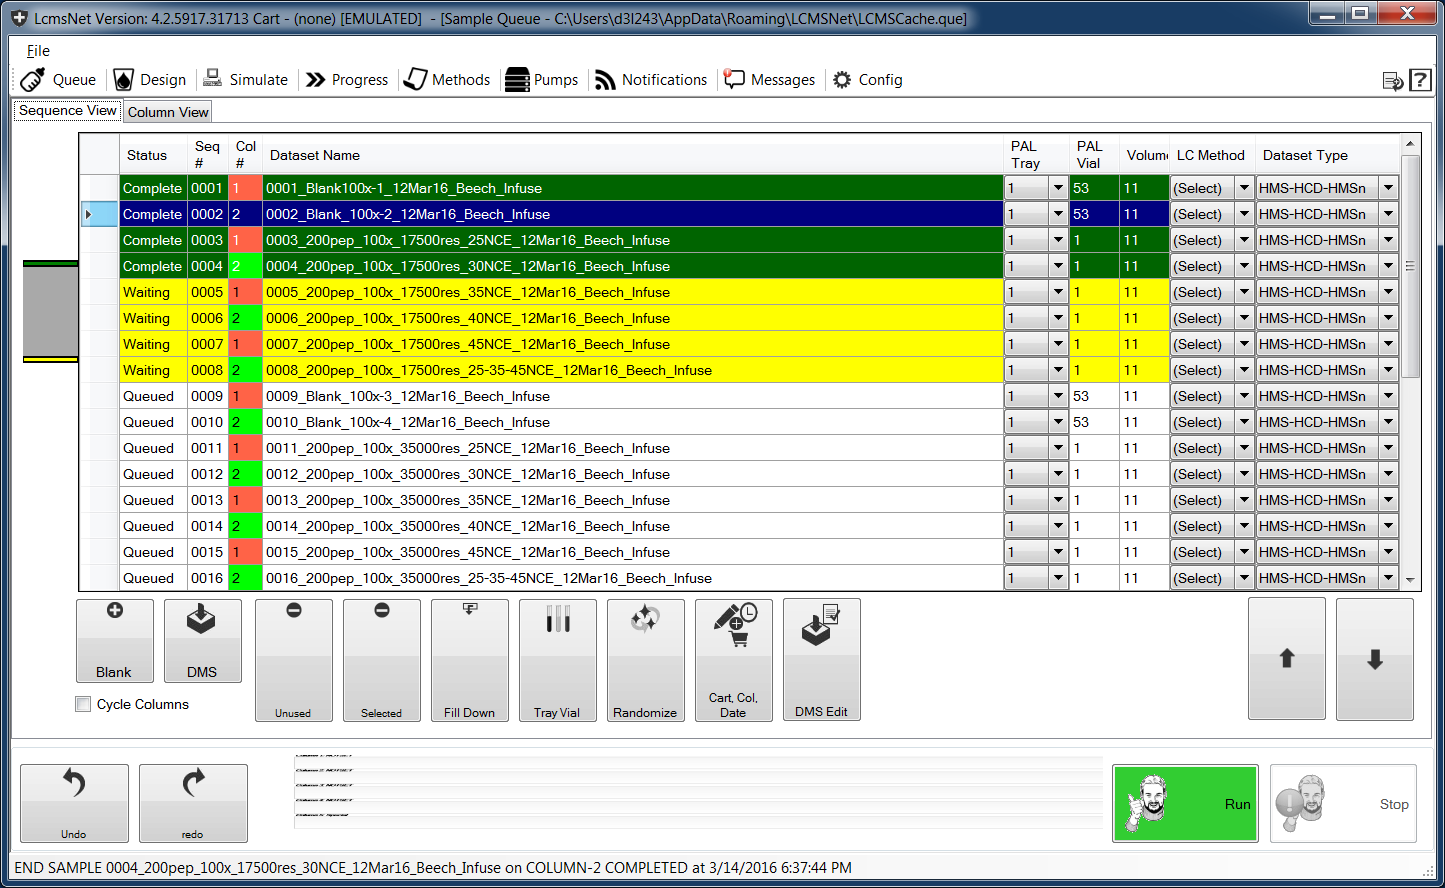 LcmsNet Version: 4.2.5917.31713 Cart - (none) [EMULATED] - [Sample Queue - C:\Users\d3l243\AppData\Roaming\LCMSNet\LCMSCache.que]
File
Queue Design Simulate Progress Methods Pumps Notifications Messages Config
Sequence View Column View
Status Seq # Col # Dataset Name PAL Tray PAL Vial Volum LC Method Dataset Type
Complete 0001 1 0001_Blank100x-1_12Mar16_Beech_Infuse 1 53 11 (Select) HMS-HCD-HMSn
Complete 0002 2 0002_Blank_100x-2_12Mar16_Beech_Infuse 1 53 11 (Select) HMS-HCD-HMSn
Complete 0003 1 0003_200pep_100x_17500res_25NCE_12Mar16_Beech_Infuse 1 1 11 (Select) HMS-HCD-HMSn
Complete 0004 2 0004_200pep_100x_17500res_30NCE_12Mar16_Beech_Infuse 1 1 11 (Select) HMS-HCD-HMSn
Waiting 0005 1 0005_200pep_100x_17500res_35NCE_12Mar16_Beech_Infuse 1 1 11 (Select) HMS-HCD-HMSn
Waiting 0006 2 0006_200pep_100x_17500res_40NCE_12Mar16_Beech_Infuse 1 1 11 (Select) HMS-HCD-HMSn
Waiting 0007 1 0007_200pep_100x_17500res_45NCE_12Mar16_Beech_Infuse 1 1 11 (Select) HMS-HCD-HMSn
Waiting 0008 2 0008_200pep_100x_17500res_25-35-45NCE_12Mar16_Beech_Infuse 1 1 11 (Select) HMS-HCD-HMSn
Queued 0009 1 0009_Blank_100x-3_12Mar16_Beech_Infuse 1 53 11 (Select) HMS-HCD-HMSn
Queued 0010 2 0010_Blank_100x-4_12Mar16_Beech_Infuse 1 53 11 (Select) HMS-HCD-HMSn
Queued 0011 1 0011_200pep_100x_35000res_25NCE_12Mar16_Beech_Infuse 1 1 11 (Select) HMS-HCD-HMSn
Queued 0012 2 0012_200pep_100x_35000res_30NCE_12Mar16_Beech_Infuse 1 1 11 (Select) HMS-HCD-HMSn
Queued 0013 1 0013_200pep_100x_35000res_35NCE_12Mar16_Beech_Infuse 1 1 11 (Select) HMS-HCD-HMSn
Queued 0014 2 0014_200pep_100x_35000res_40NCE_12Mar16_Beech_Infuse 1 1 11 (Select) HMS-HCD-HMSn
Queued 0015 1 0015_200pep_100x_35000res_45NCE_12Mar16_Beech_Infuse 1 1 11 (Select) HMS-HCD-HMSn
Queued 0016 2 0016_200pep_100x_35000res_25-35-45NCE_12Mar16_Beech_Infuse 1 1 11 (Select) HMS-HCD-HMSn
Blank DMS Unused Selected Fill Down Tray Vial Randomize Cart, Col, Date DMS Edit
Cycle Columns
Undo redo Run Stop
END SAMPLE 0004_200pep_100x_17500res_30NCE_12Mar16_Beech_Infuse on COLUMN-2 COMPLETED at 3/14/2016 6:37:44 PM